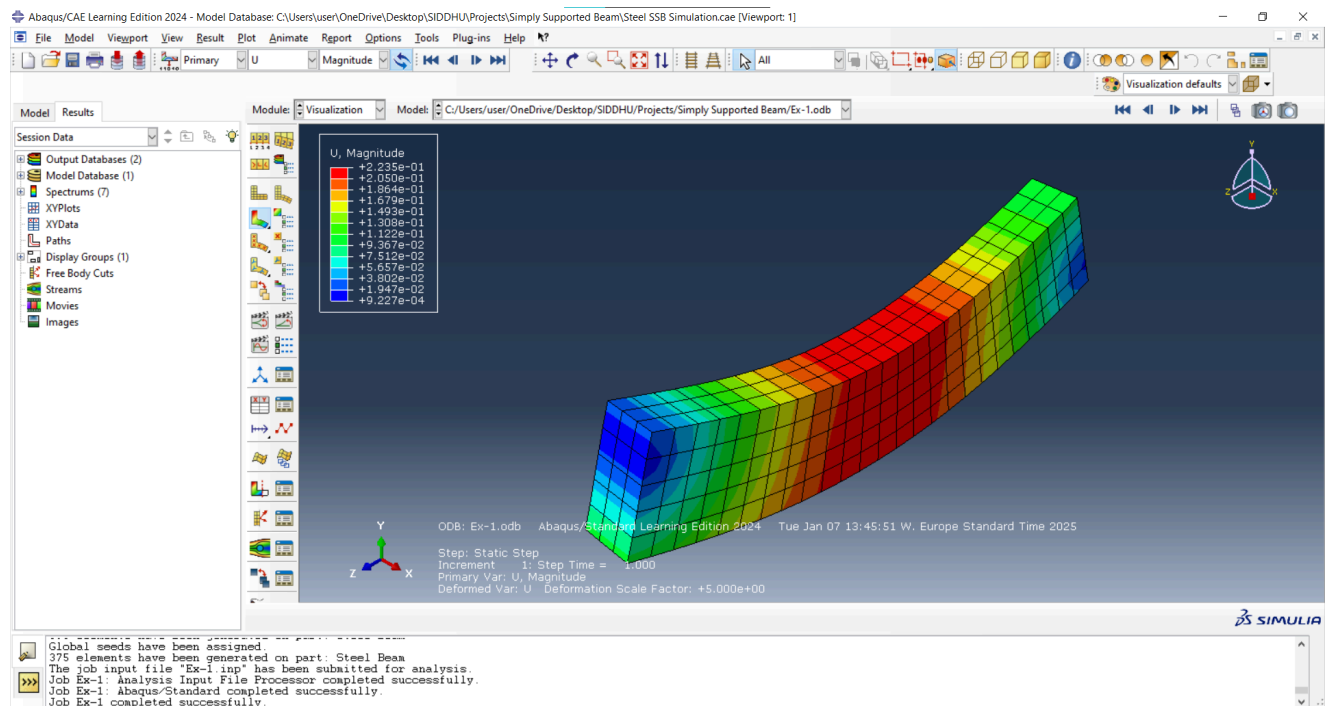 Abaqus/CAE Learning Edition 2024 - Model Database: C:\Users\user\OneDrive\Desktop\SIDDHU\Projects\Simply Supported Beam\Steel SSB Simulation.cae [Viewport: 1]
File Model Viewport View Result Plot Animate Report Options Tools Plug-ins Help
Primary U Magnitude All
Visualization defaults
Model Results Module: Visualization Model: C:/Users/user/OneDrive/Desktop/SIDDHU/Projects/Simply Supported Beam/Ex-1.odb
Session Data
Output Databases (2)
Model Database (1)
Spectrums (7)
XYPlots
XYData
Paths
Display Groups (1)
Free Body Cuts
Streams
Movies
Images
U, Magnitude
+2.235e-01
+2.050e-01
+1.864e-01
+1.679e-01
+1.493e-01
+1.308e-01
+1.122e-01
+9.367e-02
+7.512e-02
+5.657e-02
+3.802e-02
+1.947e-02
+9.227e-04
Y
Z X
Y
Z X
ODB: Ex-1.odb Abaqus/Standard Learning Edition 2024 Tue Jan 07 13:45:51 W. Europe Standard Time 2025
Step: Static Step
Increment 1: Step Time = 1.000
Primary Var: U, Magnitude
Deformed Var: U Deformation Scale Factor: +5.000e+00
SIMULIA
Global seeds have been assigned.
375 elements have been generated on part: Steel Beam
The job input file "Ex-1.inp" has been submitted for analysis.
Job Ex-1: Analysis Input File Processor completed successfully.
Job Ex-1: Abaqus/Standard completed successfully.
Job Ex-1 completed successfully.